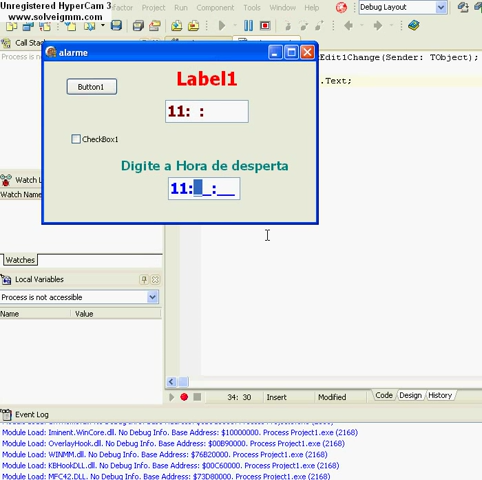 Unregistered HyperCam 3
www.solveigmm.com
Component
Tools
Window
Help
Debug Layout
Call Stack
Process is no
Edit1Change(Sender: TObject);
.Text;
alarme
Button1
Label1
11: :
CheckBox1
Digite a Hora de desperta
11:__:__
Watch L
Watch Name
Watches
Local Variables
Process is not accessible
Name Value
34: 30 Insert Modified Code Design History
Event Log
Module Load: Iminent.WinCore.dll. No Debug Info. Base Address: $10000000. Process Project1.exe (2168)
Module Load: OverlayHook.dll. No Debug Info. Base Address: $00B90000. Process Project1.exe (2168)
Module Load: WINMM.dll. No Debug Info. Base Address: $76B20000. Process Project1.exe (2168)
Module Load: KBHookDLL.dll. No Debug Info. Base Address: $00C60000. Process Project1.exe (2168)
Module Load: MFC42.DLL. No Debug Info. Base Address: $73D80000. Process Project1.exe (2168)